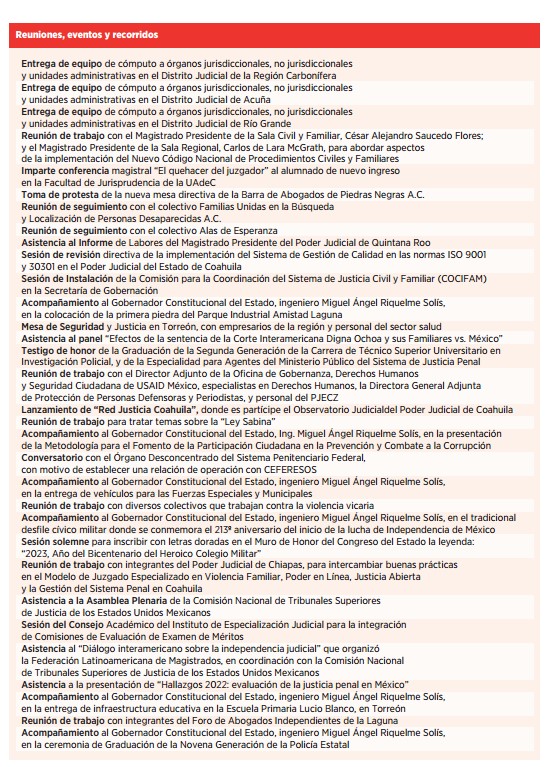 Reuniones, eventos y recorridos
Entrega de equipo de cómputo a órganos jurisdiccionales, no jurisdiccionales
y unidades administrativas en el Distrito Judicial de la Región Carbonífera
Entrega de equipo de cómputo a órganos jurisdiccionales, no jurisdiccionales
y unidades administrativas en el Distrito Judicial de Acuña
Entrega de equipo de cómputo a órganos jurisdiccionales, no jurisdiccionales
y unidades administrativas en el Distrito Judicial de Río Grande
Reunión de trabajo con el Magistrado Presidente de la Sala Civil y Familiar, César Alejandro Saucedo Flores;
y el Magistrado Presidente de la Sala Regional, Carlos de Lara McGrath, para abordar aspectos
de la implementación del Nuevo Código Nacional de Procedimientos Civiles y Familiares
Imparte conferencia magistral “El quehacer del juzgador” al alumnado de nuevo ingreso
en la Facultad de Jurisprudencia de la UAdeC
Toma de protesta de la nueva mesa directiva de la Barra de Abogados de Piedras Negras A.C.
Reunión de seguimiento con el colectivo Familias Unidas en la Búsqueda
y Localización de Personas Desaparecidas A.C.
Reunión de seguimiento con el colectivo Alas de Esperanza
Asistencia al Informe de Labores del Magistrado Presidente del Poder Judicial de Quintana Roo
Sesión de revisión directiva de la implementación del Sistema de Gestión de Calidad en las normas ISO 9001
y 30301 en el Poder Judicial del Estado de Coahuila
Sesión de Instalación de la Comisión para la Coordinación del Sistema de Justicia Civil y Familiar (COCIFAM)
en la Secretaría de Gobernación
Acompañamiento al Gobernador Constitucional del Estado, ingeniero Miguel Ángel Riquelme Solís,
en la colocación de la primera piedra del Parque Industrial Amistad Laguna
Mesa de Seguridad y Justicia en Torreón, con empresarios de la región y personal del sector salud
Asistencia al panel “Efectos de la sentencia de la Corte Interamericana Digna Ochoa y sus Familiares vs. México”
Testigo de honor de la Graduación de la Segunda Generación de la Carrera de Técnico Superior Universitario en
Investigación Policial, y de la Especialidad para Agentes del Ministerio Público del Sistema de Justicia Penal
Reunión de trabajo con el Director Adjunto de la Oficina de Gobernanza, Derechos Humanos
y Seguridad Ciudadana de USAID México, especialistas en Derechos Humanos, la Directora General Adjunta
de Protección de Personas Defensoras y Periodistas, y personal del PJECZ
Lanzamiento de “Red Justicia Coahuila”, donde es partícipe el Observatorio Judicialdel Poder Judicial de Coahuila
Reunión de trabajo para tratar temas sobre la “Ley Sabina”
Acompañamiento al Gobernador Constitucional del Estado, Ing. Miguel Ángel Riquelme Solís, en la presentación
de la Metodología para el Fomento de la Participación Ciudadana en la Prevención y Combate a la Corrupción
Conversatorio con el Órgano Desconcentrado del Sistema Penitenciario Federal,
con motivo de establecer una relación de operación con CEFERESOS
Acompañamiento al Gobernador Constitucional del Estado, ingeniero Miguel Ángel Riquelme Solís,
en la entrega de vehículos para las Fuerzas Especiales y Municipales
Reunión de trabajo con diversos colectivos que trabajan contra la violencia vicaria
Acompañamiento al Gobernador Constitucional del Estado, ingeniero Miguel Ángel Riquelme Solís, en el tradicional
desfile cívico militar donde se conmemora el 213º aniversario del inicio de la lucha de Independencia de México
Sesión solemne para inscribir con letras doradas en el Muro de Honor del Congreso del Estado la leyenda:
“2023, Año del Bicentenario del Heroico Colegio Militar”
Reunión de trabajo con integrantes del Poder Judicial de Chiapas, para intercambiar buenas prácticas
en el Modelo de Juzgado Especializado en Violencia Familiar, Poder en Línea, Justicia Abierta
y la Gestión del Sistema Penal en Coahuila
Asistencia a la Asamblea Plenaria de la Comisión Nacional de Tribunales Superiores
de Justicia de los Estados Unidos Mexicanos
Sesión del Consejo Académico del Instituto de Especialización Judicial para la integración
de Comisiones de Evaluación de Examen de Méritos
Asistencia al “Diálogo interamericano sobre la independencia judicial” que organizó
la Federación Latinoamericana de Magistrados, en coordinación con la Comisión Nacional
de Tribunales Superiores de Justicia de los Estados Unidos Mexicanos
Asistencia a la presentación de “Hallazgos 2022: evaluación de la justicia penal en México”
Acompañamiento al Gobernador Constitucional del Estado, ingeniero Miguel Ángel Riquelme Solís,
en la entrega de infraestructura educativa en la Escuela Primaria Lucio Blanco, en Torreón
Reunión de trabajo con integrantes del Foro de Abogados Independientes de la Laguna
Acompañamiento al Gobernador Constitucional del Estado, ingeniero Miguel Ángel Riquelme Solís,
en la ceremonia de Graduación de la Novena Generación de la Policía Estatal